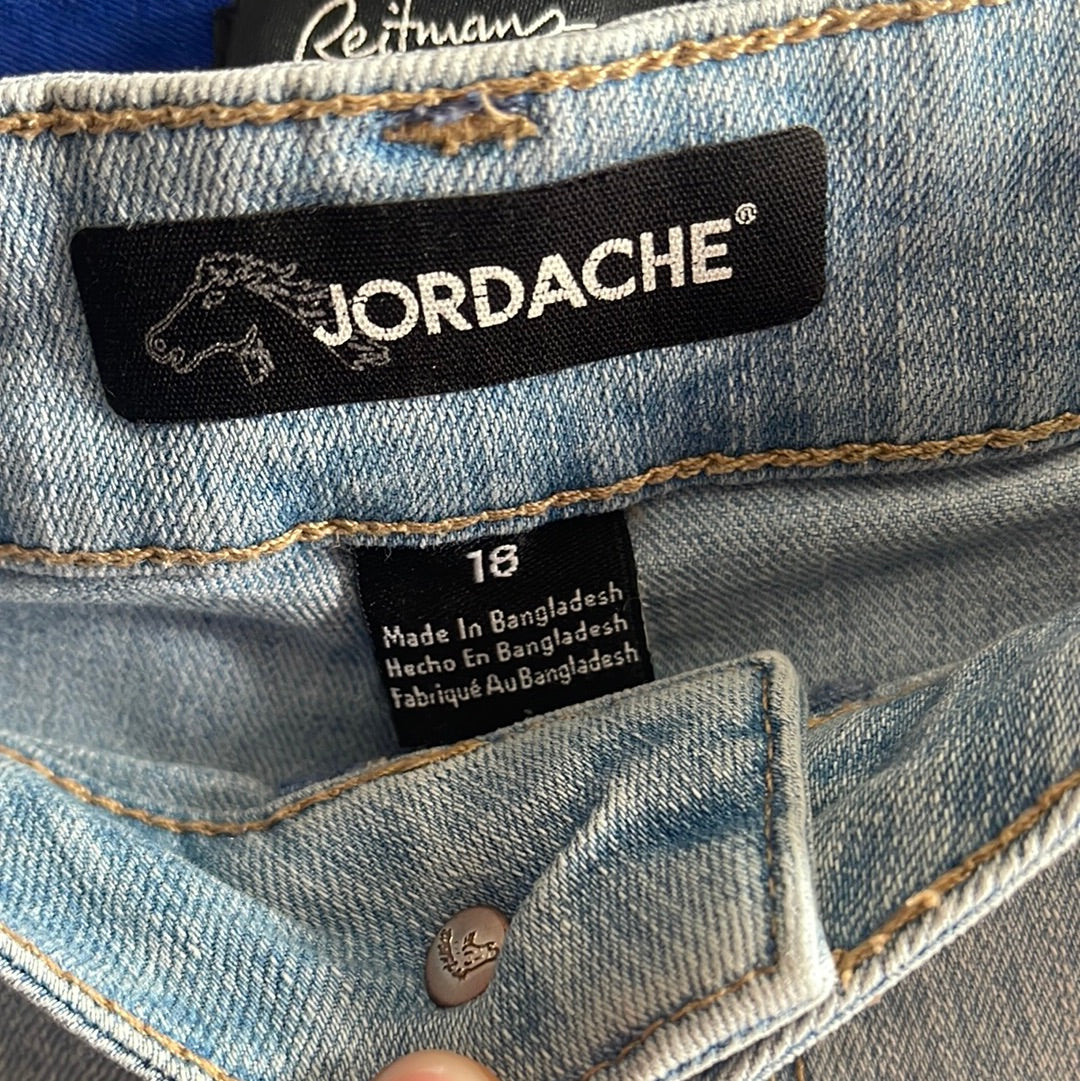 Reitmans
JORDACHE®
18
Made In Bangladesh
Hecho En Bangladesh
Fabriqué Au Bangladesh